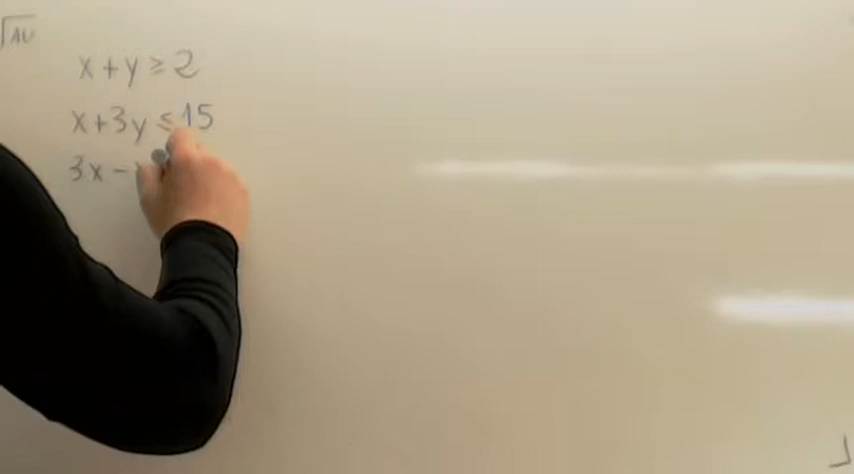 x + y ≥ 2
x + 3y ≤ 15
3x −